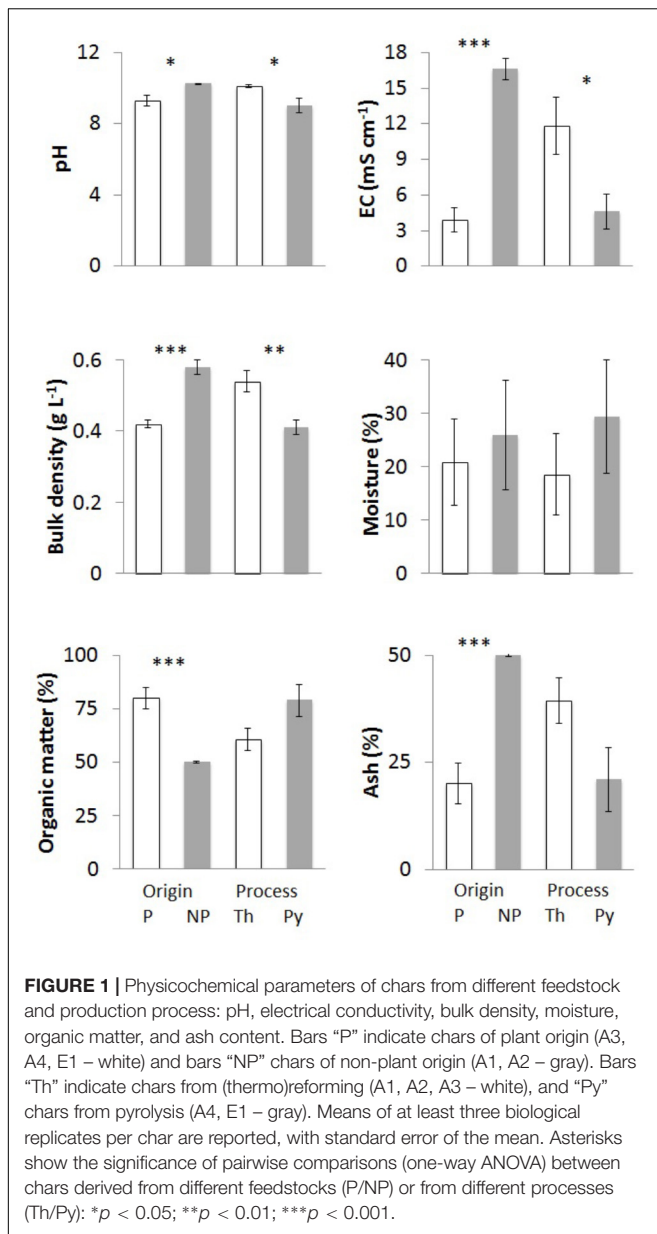 * *
12
9
6
3
0
pH
*** *
18
15
12
9
6
3
0
EC (mS cm⁻¹)
*** **
0.6
0.4
0.2
0
Bulk density (g L⁻¹)
40
30
20
10
0
Moisture (%)
***
100
75
50
25
0
Organic matter (%)
Origin Process
P NP Th Py
***
50
25
0
Ash (%)
Origin Process
P NP Th Py
FIGURE 1 | Physicochemical parameters of chars from different feedstock
and production process: pH, electrical conductivity, bulk density, moisture,
organic matter, and ash content. Bars “P” indicate chars of plant origin (A3,
A4, E1 – white) and bars “NP” chars of non-plant origin (A1, A2 – gray). Bars
“Th” indicate chars from (thermo)reforming (A1, A2, A3 – white), and “Py”
chars from pyrolysis (A4, E1 – gray). Means of at least three biological
replicates per char are reported, with standard error of the mean. Asterisks
show the significance of pairwise comparisons (one-way ANOVA) between
chars derived from different feedstocks (P/NP) or from different processes
(Th/Py): *p < 0.05; **p < 0.01; ***p < 0.001.